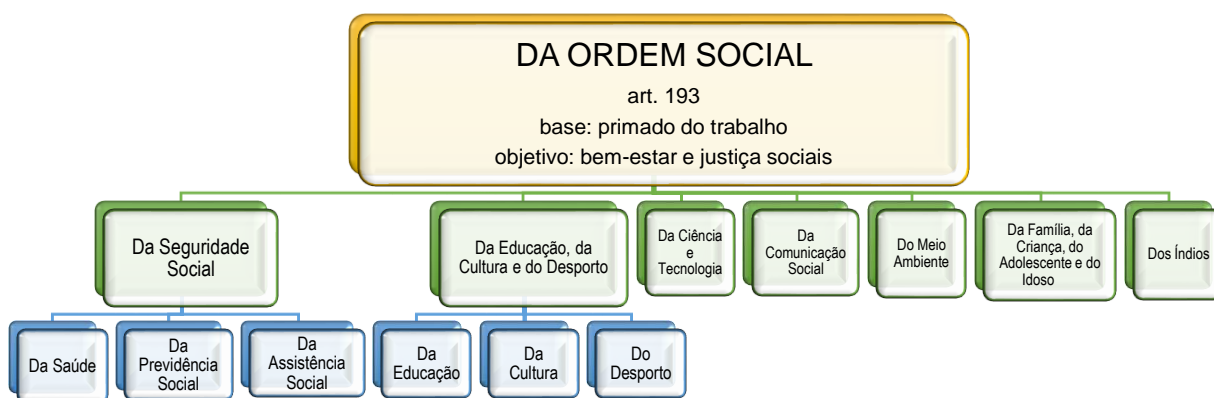 DA ORDEM SOCIAL
art. 193
base: primado do trabalho
objetivo: bem-estar e justiça sociais
Da Seguridade
Social
Da Educação, da
Cultura e do Desporto
Da Ciência
e
Tecnologia
Da
Comunicação
Social
Do Meio
Ambiente
Da Família, da
Criança, do
Adolescente e do
Idoso
Dos Índios
Da Saúde
Da
Previdência
Social
Da
Assistência
Social
Da
Educação
Da
Cultura
Do
Desporto